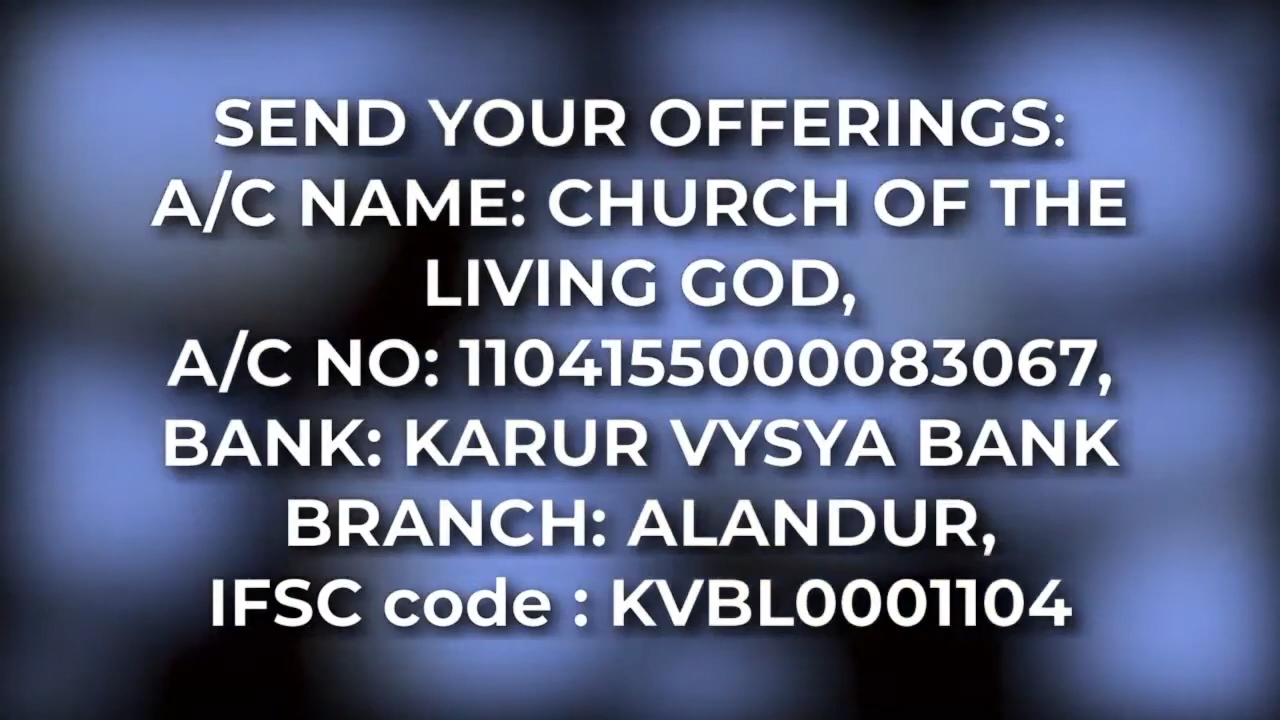 SEND YOUR OFFERINGS:
A/C NAME: CHURCH OF THE
LIVING GOD,
A/C NO: 1104155000083067,
BANK: KARUR VYSYA BANK
BRANCH: ALANDUR,
IFSC code : KVBL0001104